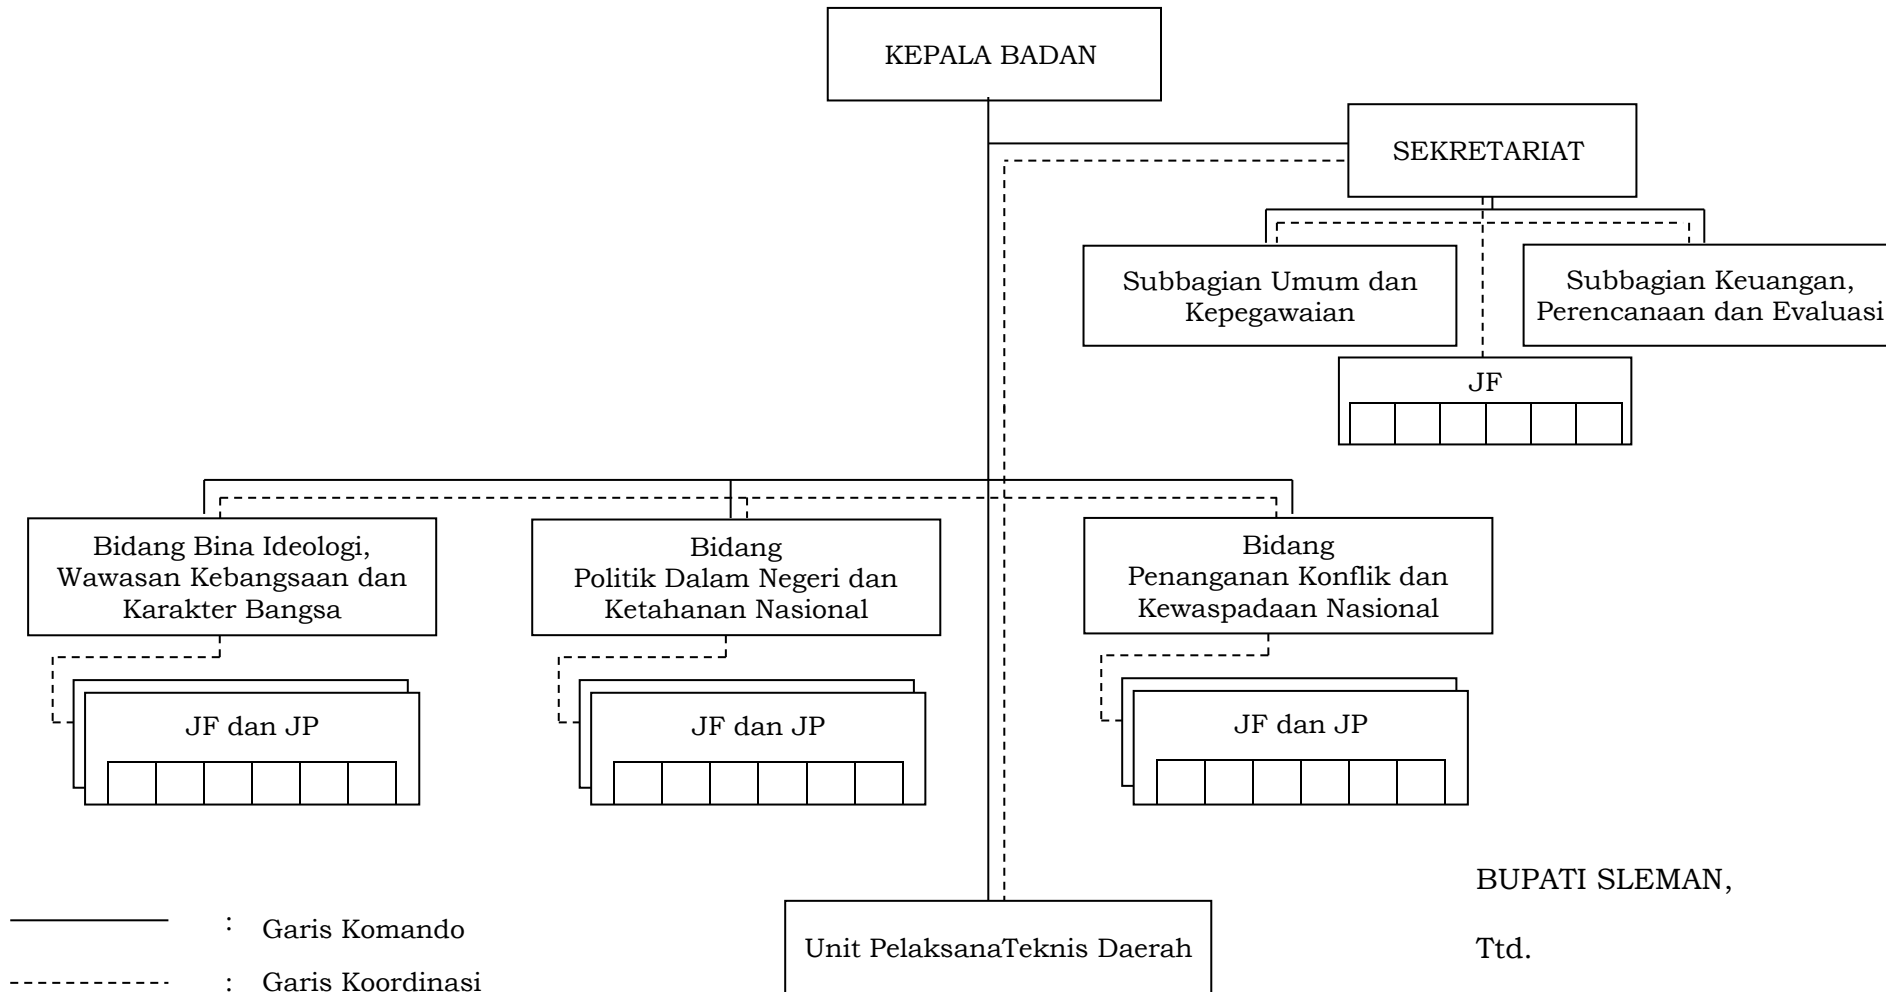 KEPALA BADAN
SEKRETARIAT
Subbagian Umum dan
Kepegawaian
Subbagian Keuangan,
Perencanaan dan Evaluasi
JF
Bidang Bina Ideologi,
Wawasan Kebangsaan dan
Karakter Bangsa
Bidang
Politik Dalam Negeri dan
Ketahanan Nasional
Bidang
Penanganan Konflik dan
Kewaspadaan Nasional
JF dan JP
JF dan JP
JF dan JP
BUPATI SLEMAN,
Ttd.
: Garis Komando
: Garis Koordinasi
Unit PelaksanaTeknis Daerah